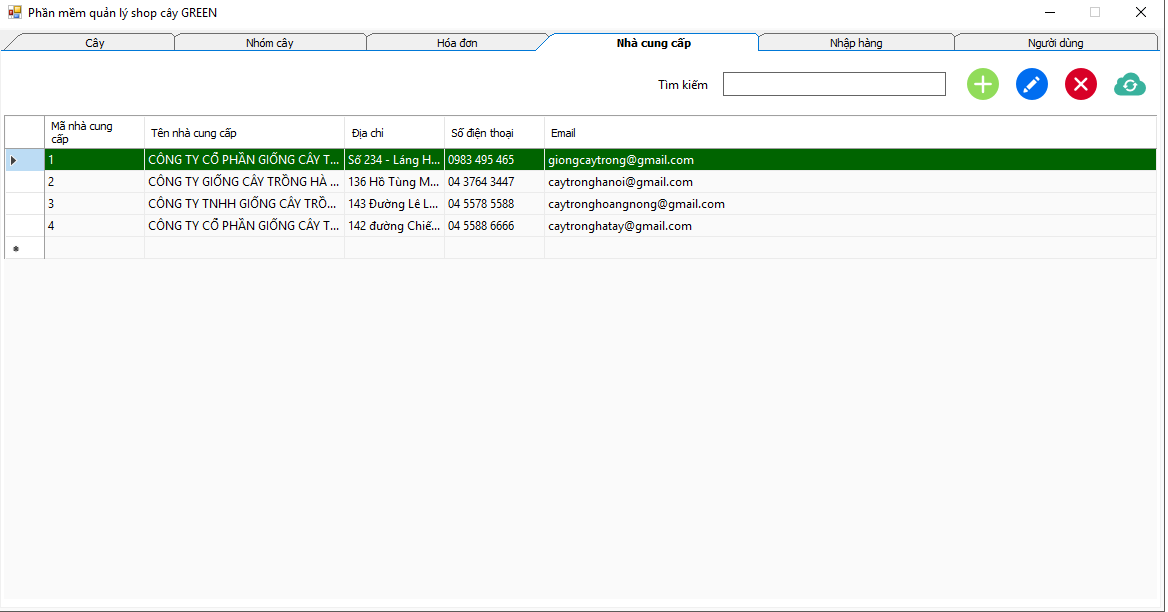 Phần mềm quản lý shop cây GREEN
Cây Nhóm cây Hóa đơn Nhà cung cấp Nhập hàng Người dùng
Tìm kiếm
Mã nhà cung cấp Tên nhà cung cấp Địa chỉ Số điện thoại Email
1 CÔNG TY CỔ PHẦN GIỐNG CÂY T... Số 234 - Láng H... 0983 495 465 giongcaytrong@gmail.com
2 CÔNG TY GIỐNG CÂY TRỒNG HÀ ... 136 Hồ Tùng M... 04 3764 3447 caytronghanoi@gmail.com
3 CÔNG TY TNHH GIỐNG CÂY TRỒ... 143 Đường Lê L... 04 5578 5588 caytronghoangnong@gmail.com
4 CÔNG TY CỔ PHẦN GIỐNG CÂY T... 142 đường Chiế... 04 5588 6666 caytronghatay@gmail.com